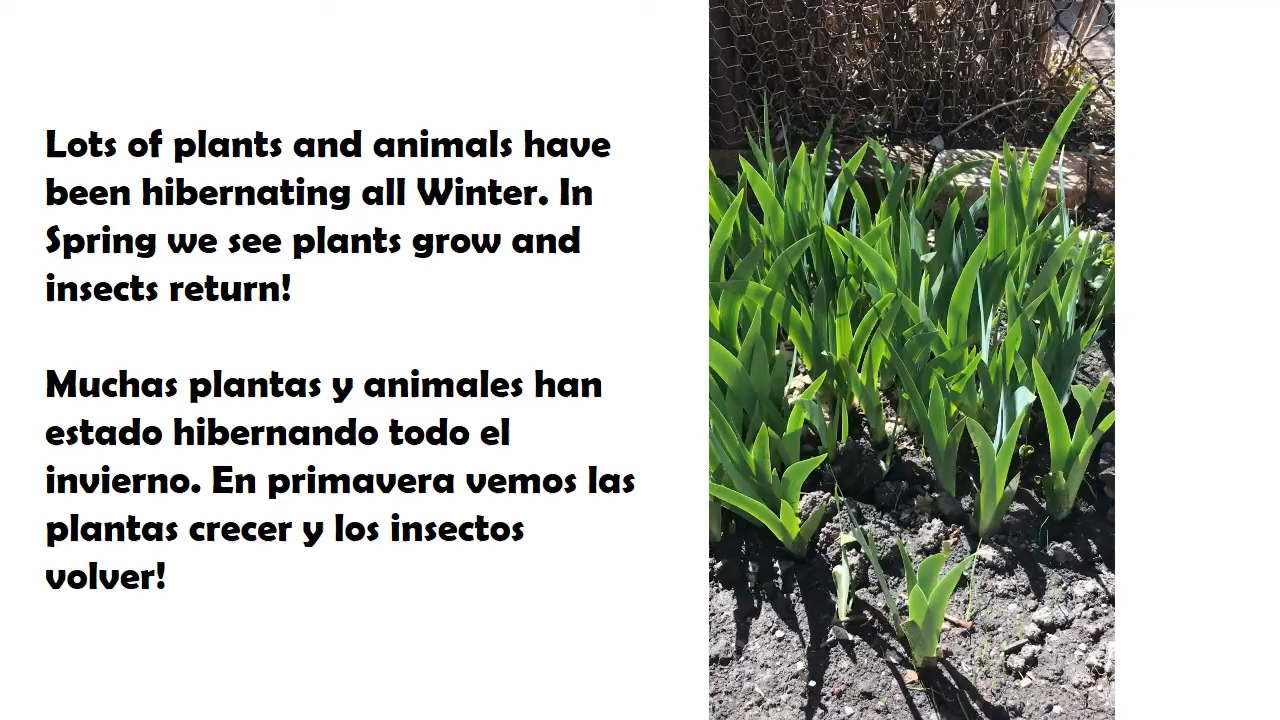 Lots of plants and animals have
been hibernating all Winter. In
Spring we see plants grow and
insects return!
Muchas plantas y animales han
estado hibernando todo el
invierno. En primavera vemos las
plantas crecer y los insectos
volver!